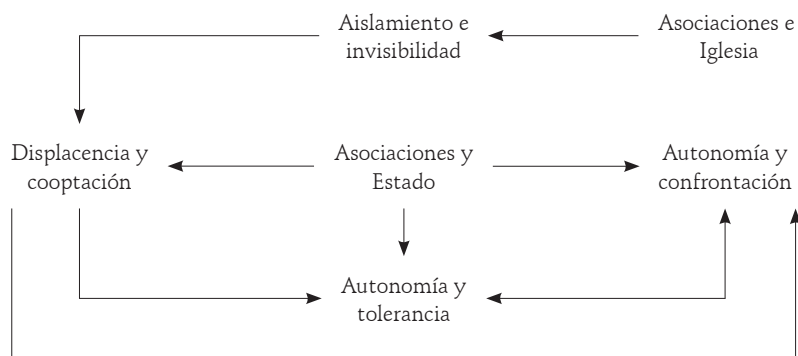 Aislamiento e
invisibilidad
Asociaciones e
Iglesia
Displacencia y
cooptación
Asociaciones y
Estado
Autonomía y
confrontación
Autonomía y
tolerancia